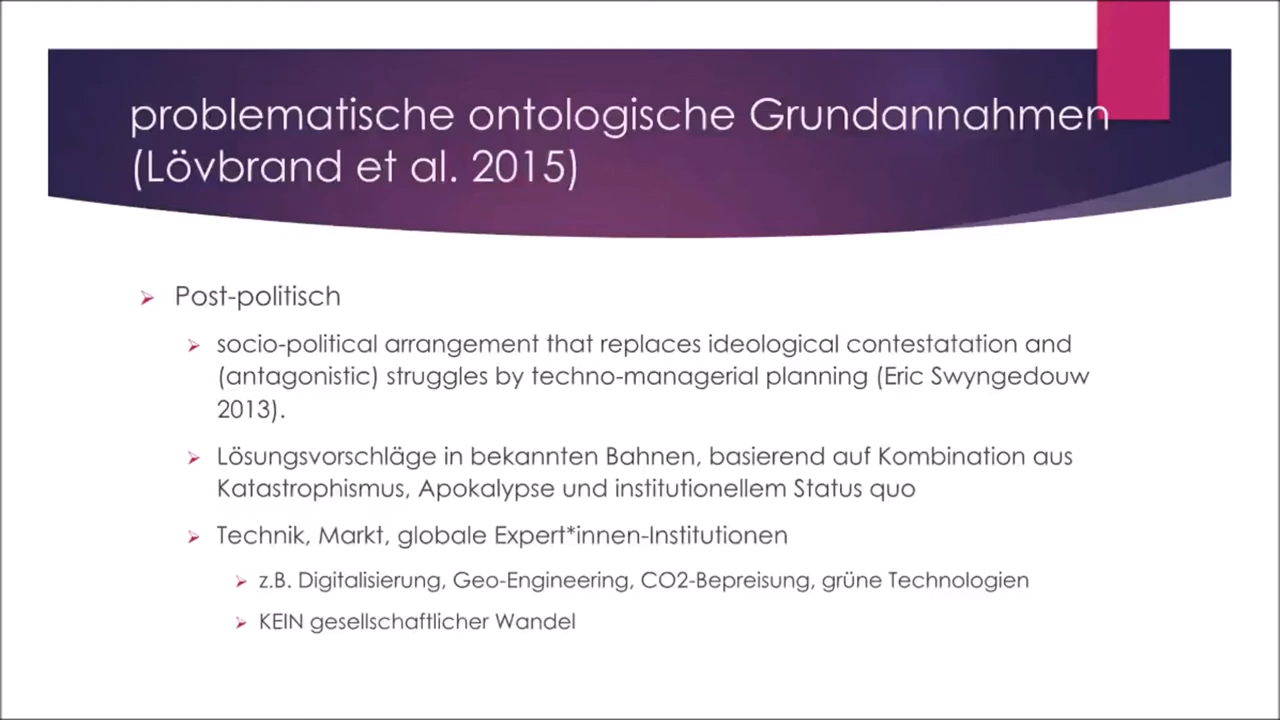 problematische ontologische Grundannahmen
(Lövbrand et al. 2015)
Post-politisch
socio-political arrangement that replaces ideological contestatation and
(antagonistic) struggles by techno-managerial planning (Eric Swyngedouw
2013).
Lösungsvorschläge in bekannten Bahnen, basierend auf Kombination aus
Katastrophismus, Apokalypse und institutionellem Status quo
Technik, Markt, globale Expert*innen-Institutionen
z.B. Digitalisierung, Geo-Engineering, CO2-Bepreisung, grüne Technologien
KEIN gesellschaftlicher Wandel